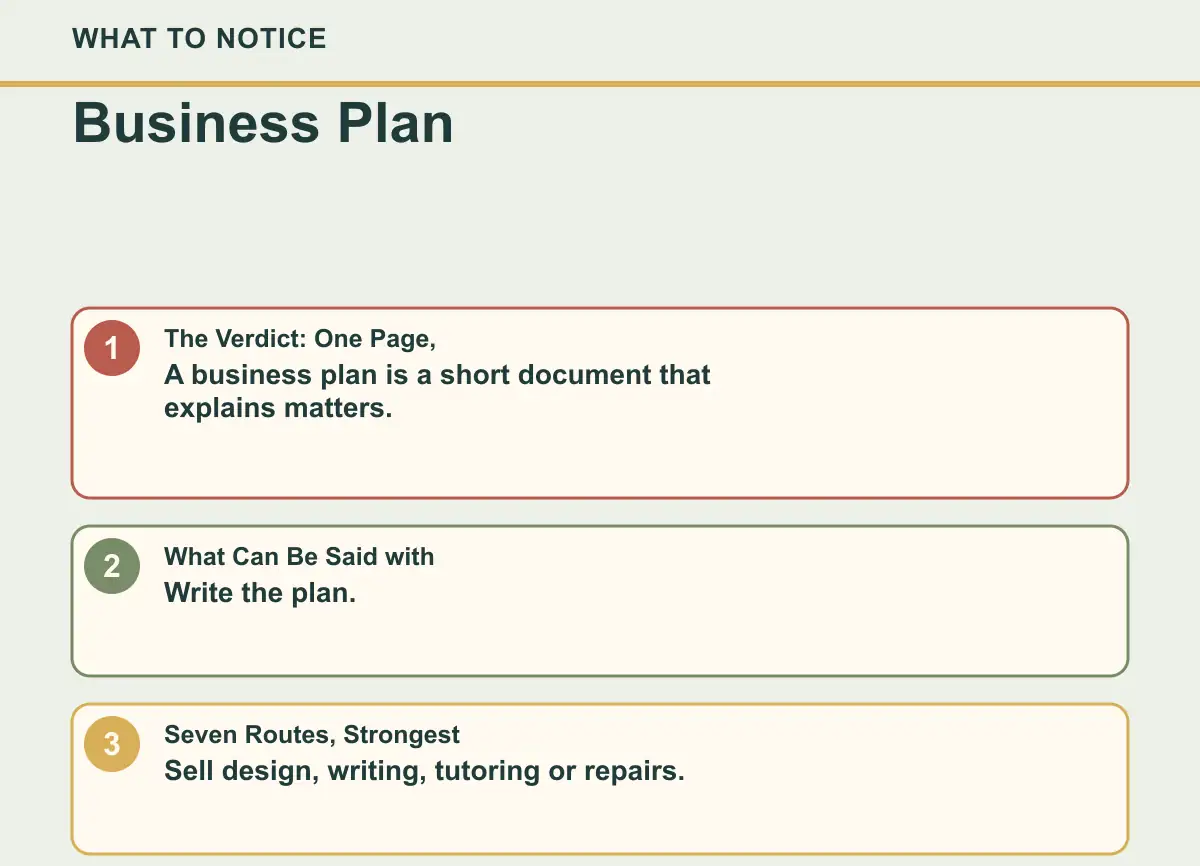 WHAT TO NOTICE
Business Plan
1
The Verdict: One Page,
A business plan is a short document that
explains matters.
2
What Can Be Said with
Write the plan.
3
Seven Routes, Strongest
Sell design, writing, tutoring or repairs.